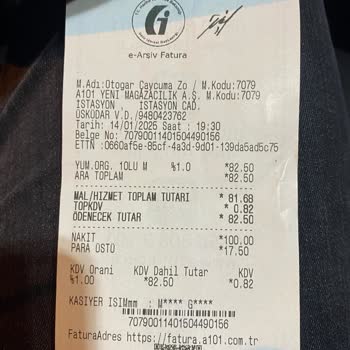 e-Arşiv Fatura
M.Adı:Otogar Çaycuma Zo / M.Kodu:7079
A101 YENİ MAĞAZACILIK A.Ş. M.Kodu:7079
İSTASYON , İSTASYON CAD.
ÜSKÜDAR V.D./9480423762
Tarih: 14/01/2025 Saat : 19:30
Belge No: 7079001140150449015​6
ETTN :0660af5e-85cf-4a3d-9d01-139da5ad5c75
YUM.ORG. 10LU M %1.0 *82.50
ARA TOPLAM *82.50
MAL/HİZMET TOPLAM TUTARI * 81.68
TOPKDV * 0.82
ÖDENECEK TUTAR * 82.50
NAKİT *100.00
PARA ÜSTÜ *17.50
KDV Oranı KDV Dahil Tutar KDV
%1.00 *82.50 *0.82
KASİYER İSİMmm : M**** G****
70790011401504490156
FaturaAdres https://fatura.a101.com.tr